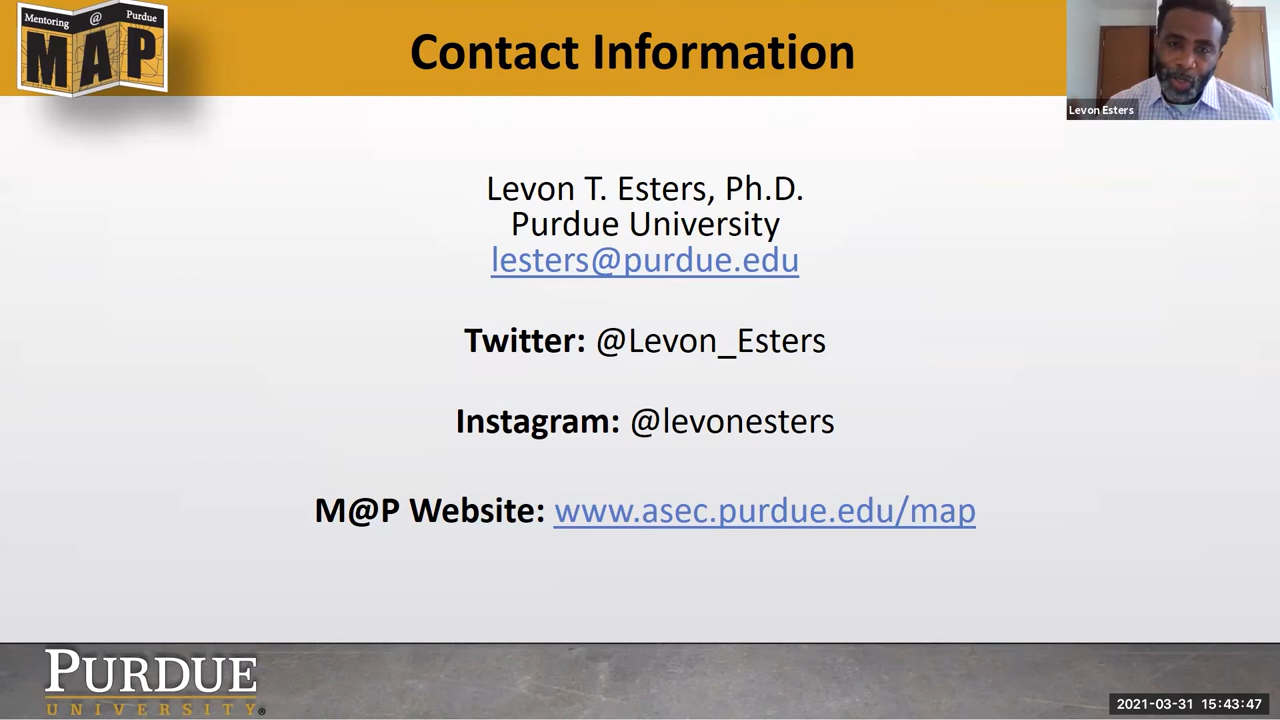 Mentoring @ Purdue
MAP
Contact Information
Levon Esters
Levon T. Esters, Ph.D.
Purdue University
lesters@purdue.edu
Twitter: @Levon_Esters
Instagram: @levonesters
M@P Website: www.asec.purdue.edu/map
PURDUE
UNIVERSITY®
2021-03-31 15:43:47